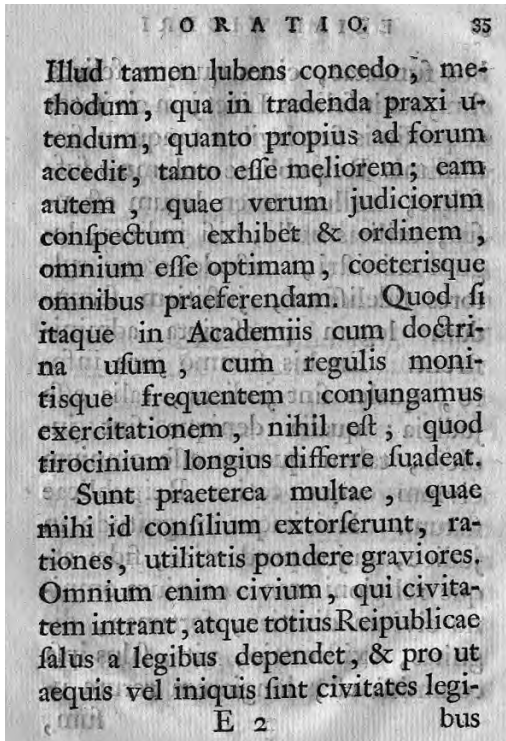 ORATIO. 35
Illud tamen lubens concedo, me-
thodum, qua in tradenda praxi u-
tendum, quanto propius ad forum
accedit, tanto eſſe meliorem; eam
autem, quae verum judiciorum
conſpectum exhibet & ordinem,
omnium eſſe optimam, coeterisque
omnibus praeferendam. Quod ſi
itaque in Academiis cum doctri-
na uſum, cum regulis moni-
tisque frequentem conjungamus
exercitationem, nihil eſt, quod
tirocinium longius differre ſuadeat.
Sunt praeterea multae, quae
mihi id conſilium extorſerunt, ra-
tiones, utilitatis pondere graviores.
Omnium enim civium, qui civita-
tem intrant, atque totius Reipublicae
ſalus a legibus dependet, & pro ut
aequis vel iniquis ſint civitates legi-
E 2 bus